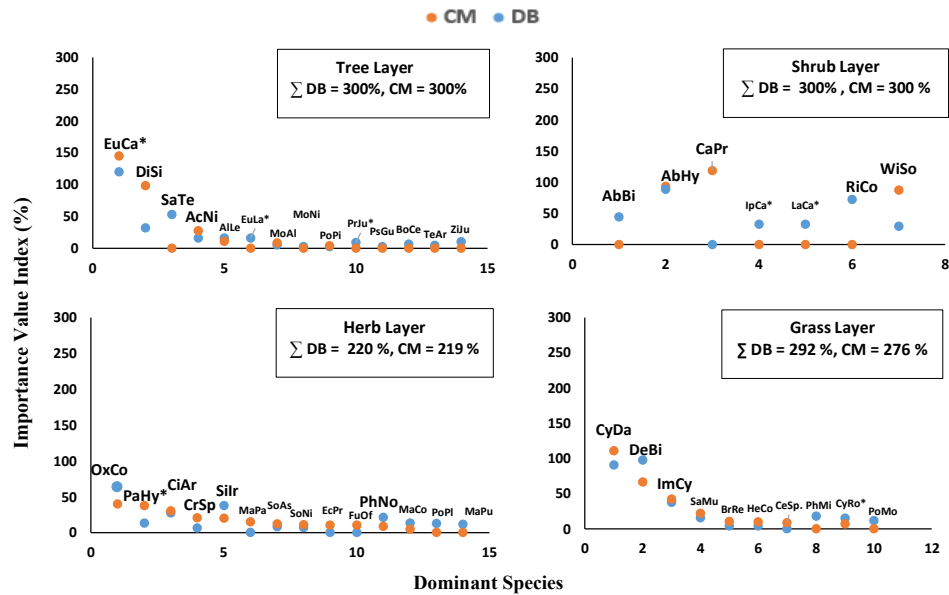 CM DB
Tree Layer
∑ DB = 300%, CM = 300%
300
250
200
150
100
50
0
0 5 10 15
EuCa*
DiSi
SaTe
AcNi
AlLe
EuLa*
MoAl
MoNi
PoPi
PrJu*
PsGu
BoCe
TeAr
ZiJu
Shrub Layer
∑ DB = 300% , CM = 300 %
300
250
200
150
100
50
0
0 2 4 6 8
AbBi
AbHy
CaPr
IpCa*
LaCa*
RiCo
WiSo
Importance Value Index (%)
Herb Layer
∑ DB = 220 %, CM = 219 %
300
250
200
150
100
50
0
0 5 10 15
OxCo
PaHy*
CiAr
CrSp
SiIr
MaPa
SoAs
SoNi
EcPr
FuOf
PhNo
MaCo
PoPl
MaPu
Grass Layer
∑ DB = 292 %, CM = 276 %
300
250
200
150
100
50
0
0 2 4 6 8 10 12
CyDa
DeBi
ImCy
SaMu
BrRe
HeCo
CeSp.
PhMi
CyRo*
PoMo
Dominant Species